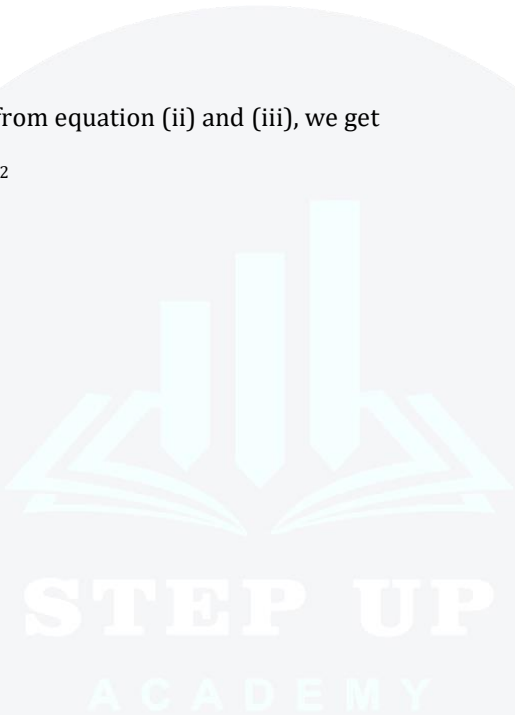 from equation (ii) and (iii), we get
2
STEP UP
ACADEMY